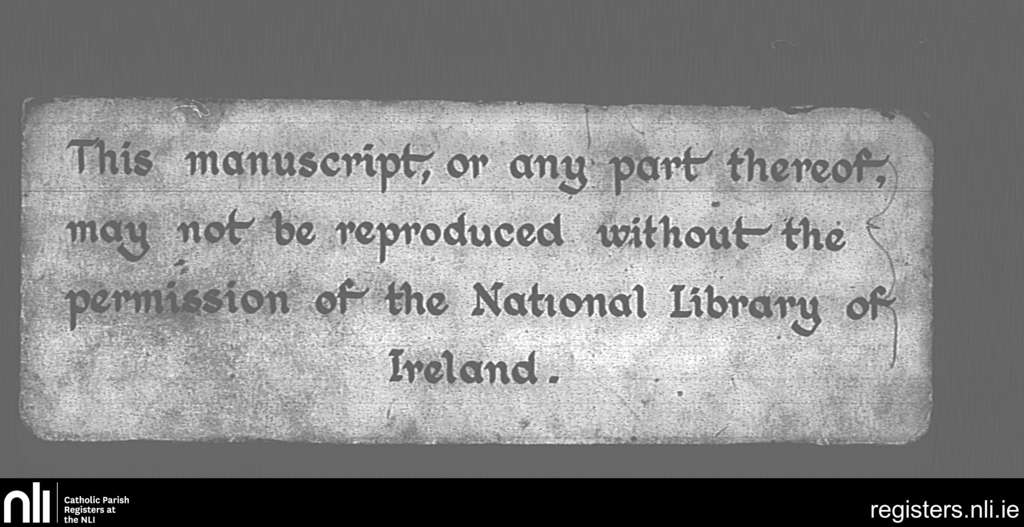 This manuscript, or any part thereof,
may not be reproduced without the
permission of the National Library of
Ireland.
nli
Catholic Parish
Registers at
the NLI
registers.nli.ie